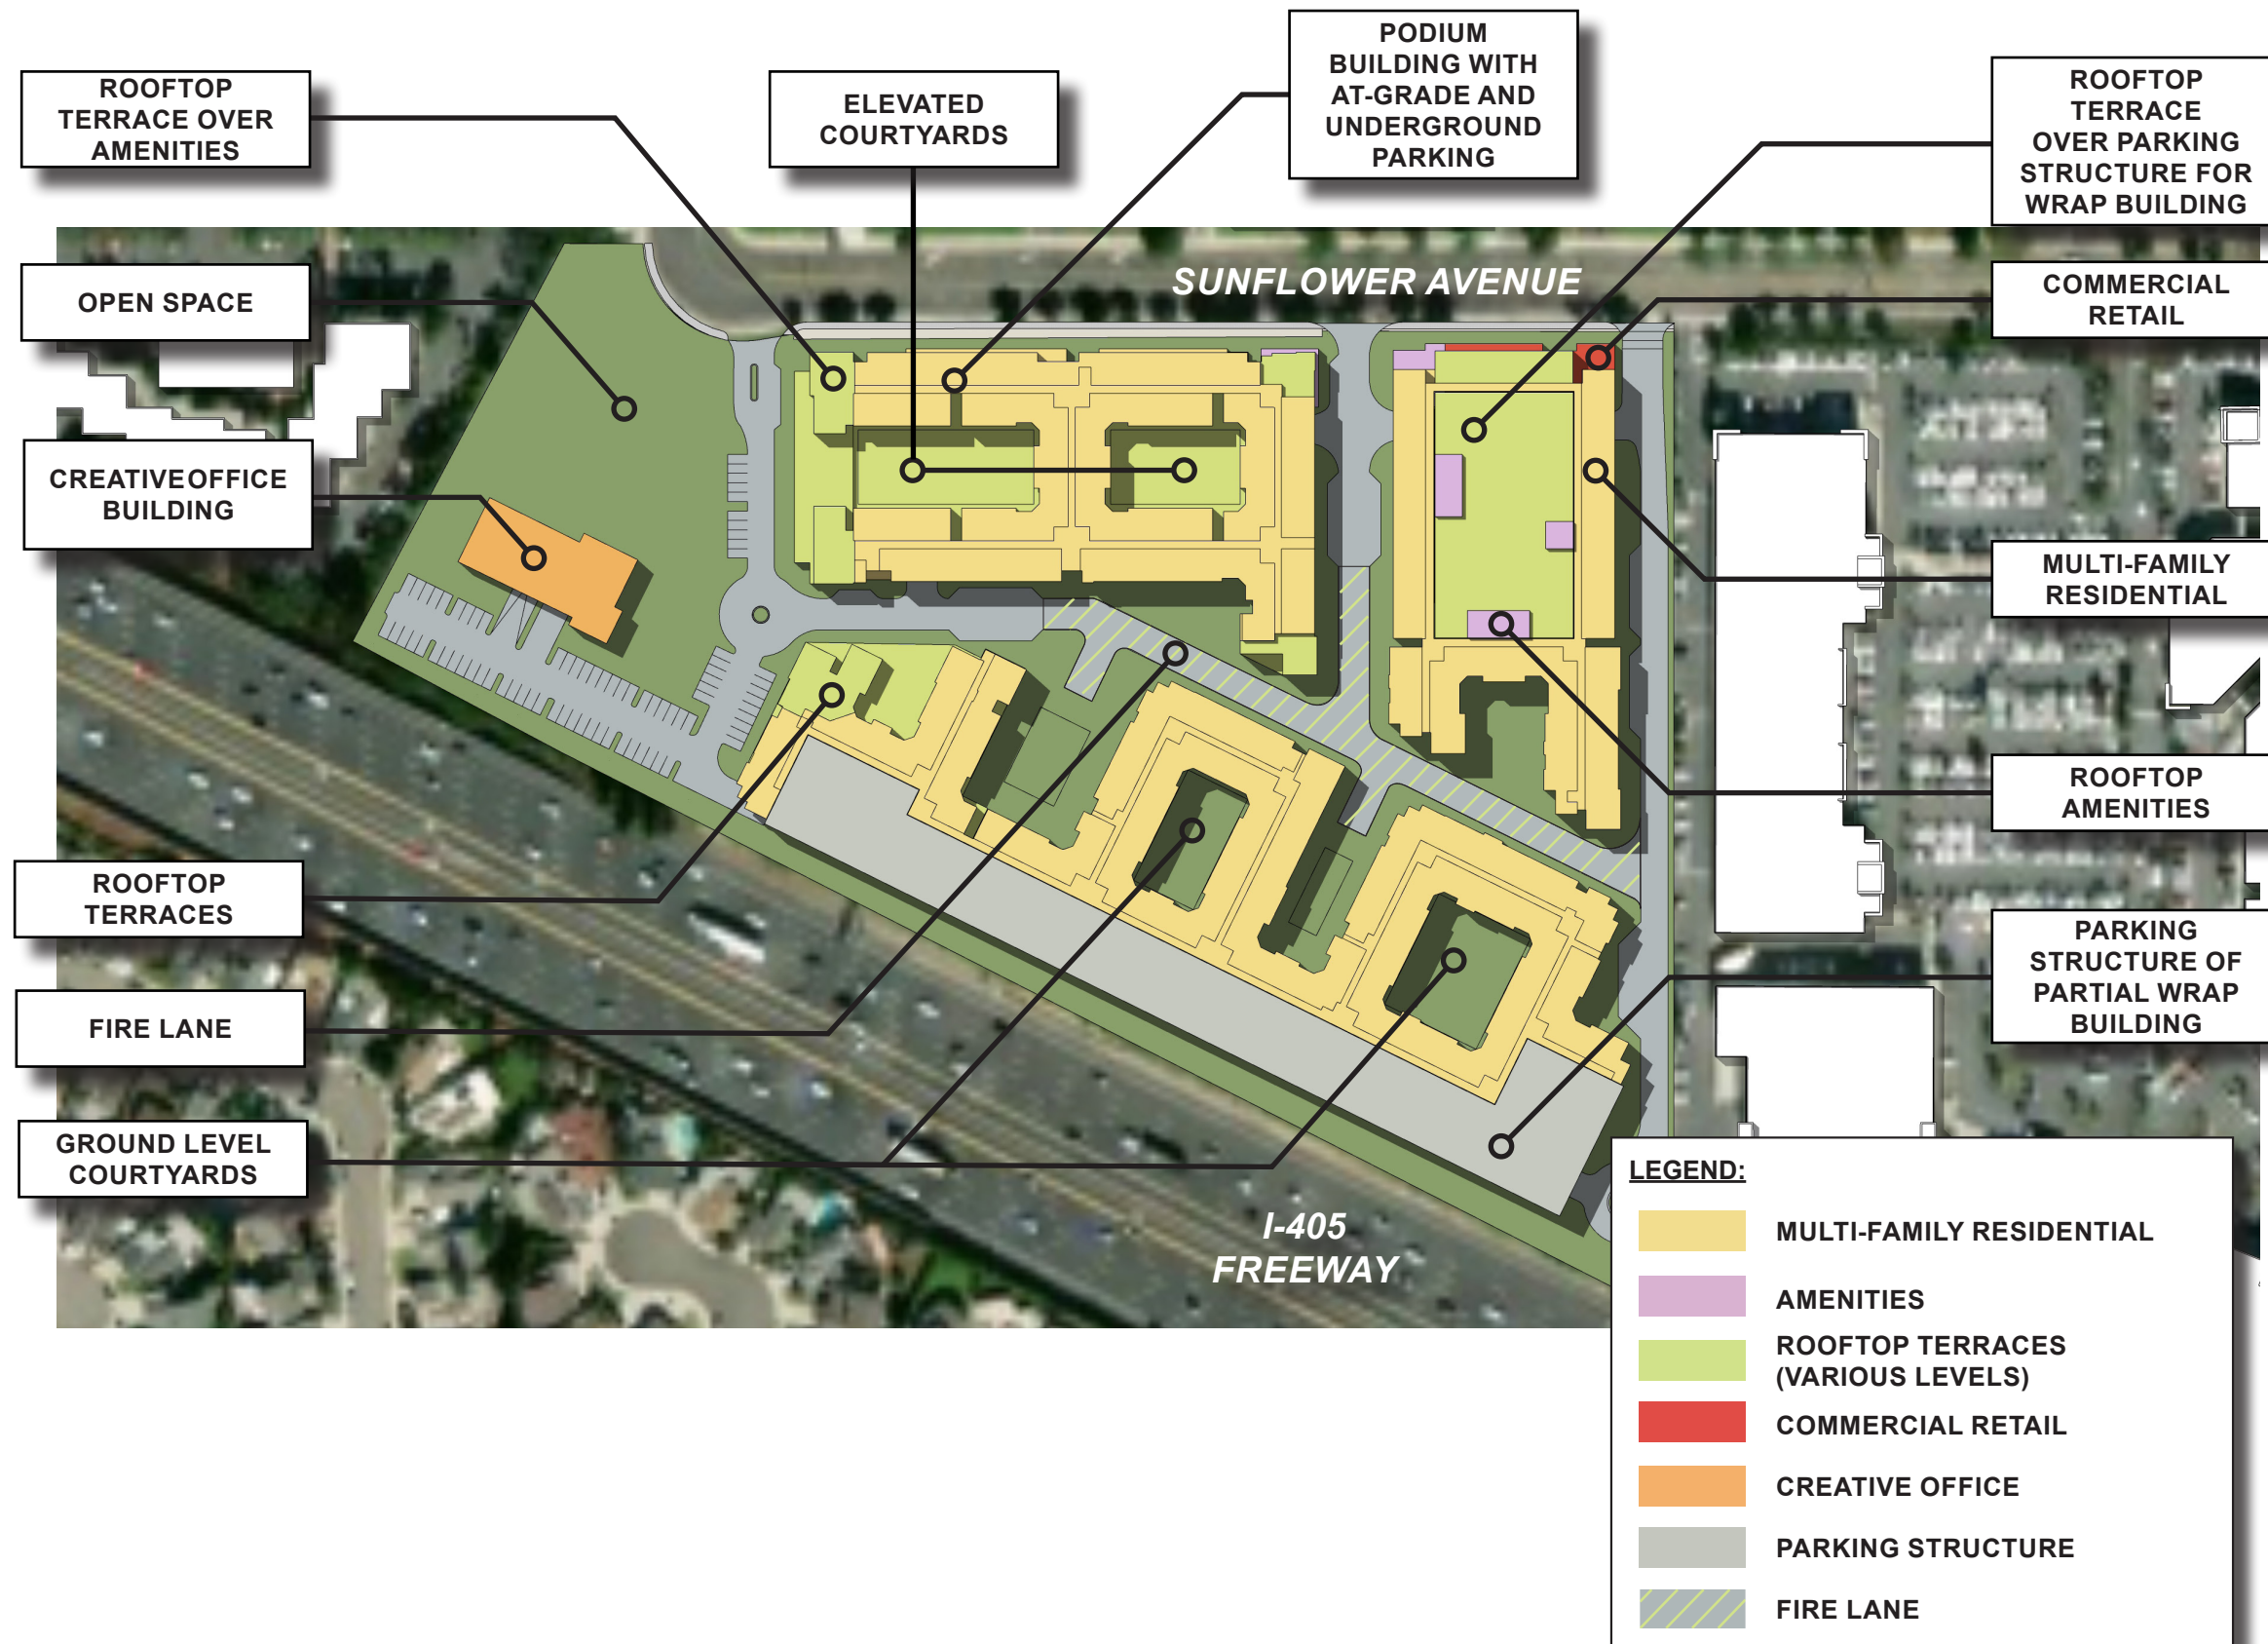 ROOFTOP
TERRACE OVER
AMENITIES
ELEVATED
COURTYARDS
PODIUM
BUILDING WITH
AT-GRADE AND
UNDERGROUND
PARKING
ROOFTOP
TERRACE
OVER PARKING
STRUCTURE FOR
WRAP BUILDING
OPEN SPACE
SUNFLOWER AVENUE
COMMERCIAL
RETAIL
CREATIVE OFFICE
BUILDING
MULTI-FAMILY
RESIDENTIAL
ROOFTOP
AMENITIES
ROOFTOP
TERRACES
PARKING
STRUCTURE OF
PARTIAL WRAP
BUILDING
FIRE LANE
GROUND LEVEL
COURTYARDS
I-405
FREEWAY
LEGEND:
MULTI-FAMILY RESIDENTIAL
AMENITIES
ROOFTOP TERRACES
(VARIOUS LEVELS)
COMMERCIAL RETAIL
CREATIVE OFFICE
PARKING STRUCTURE
FIRE LANE